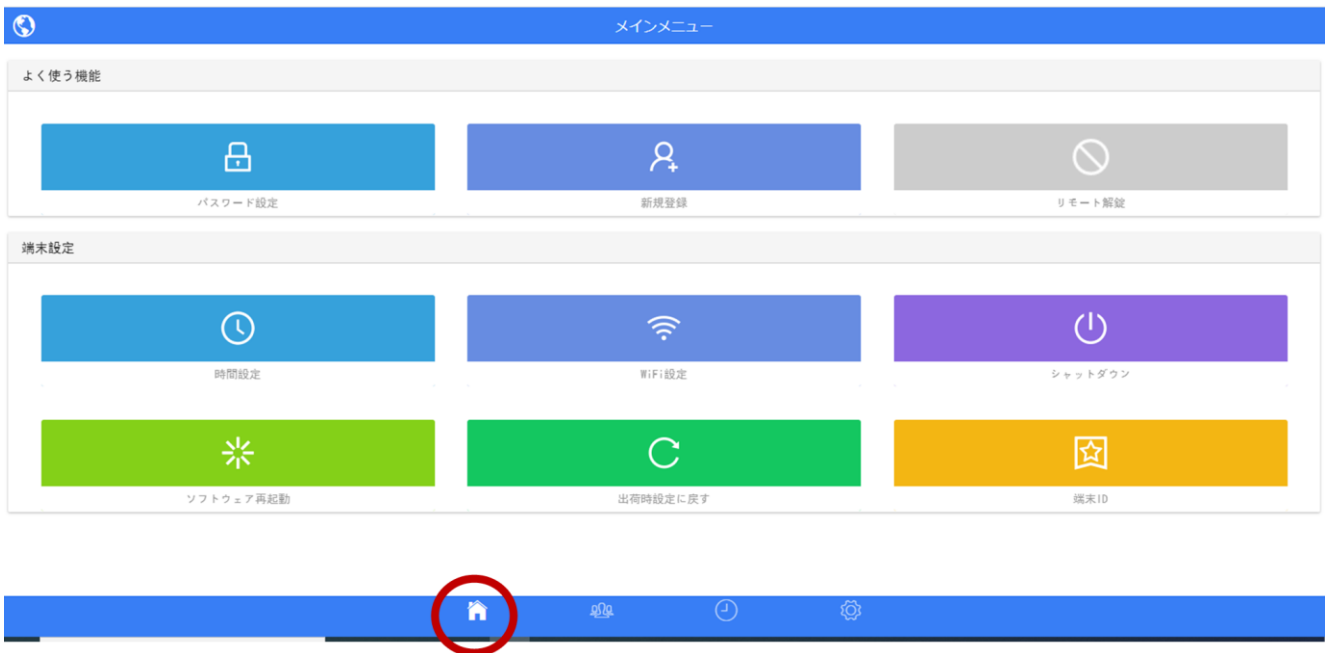 メインメニュー
よく使う機能
パスワード設定
新規登録
リモート解錠
端末設定
時間設定
WiFi設定
シャットダウン
ソフトウェア再起動
出荷時設定に戻す
端末ID